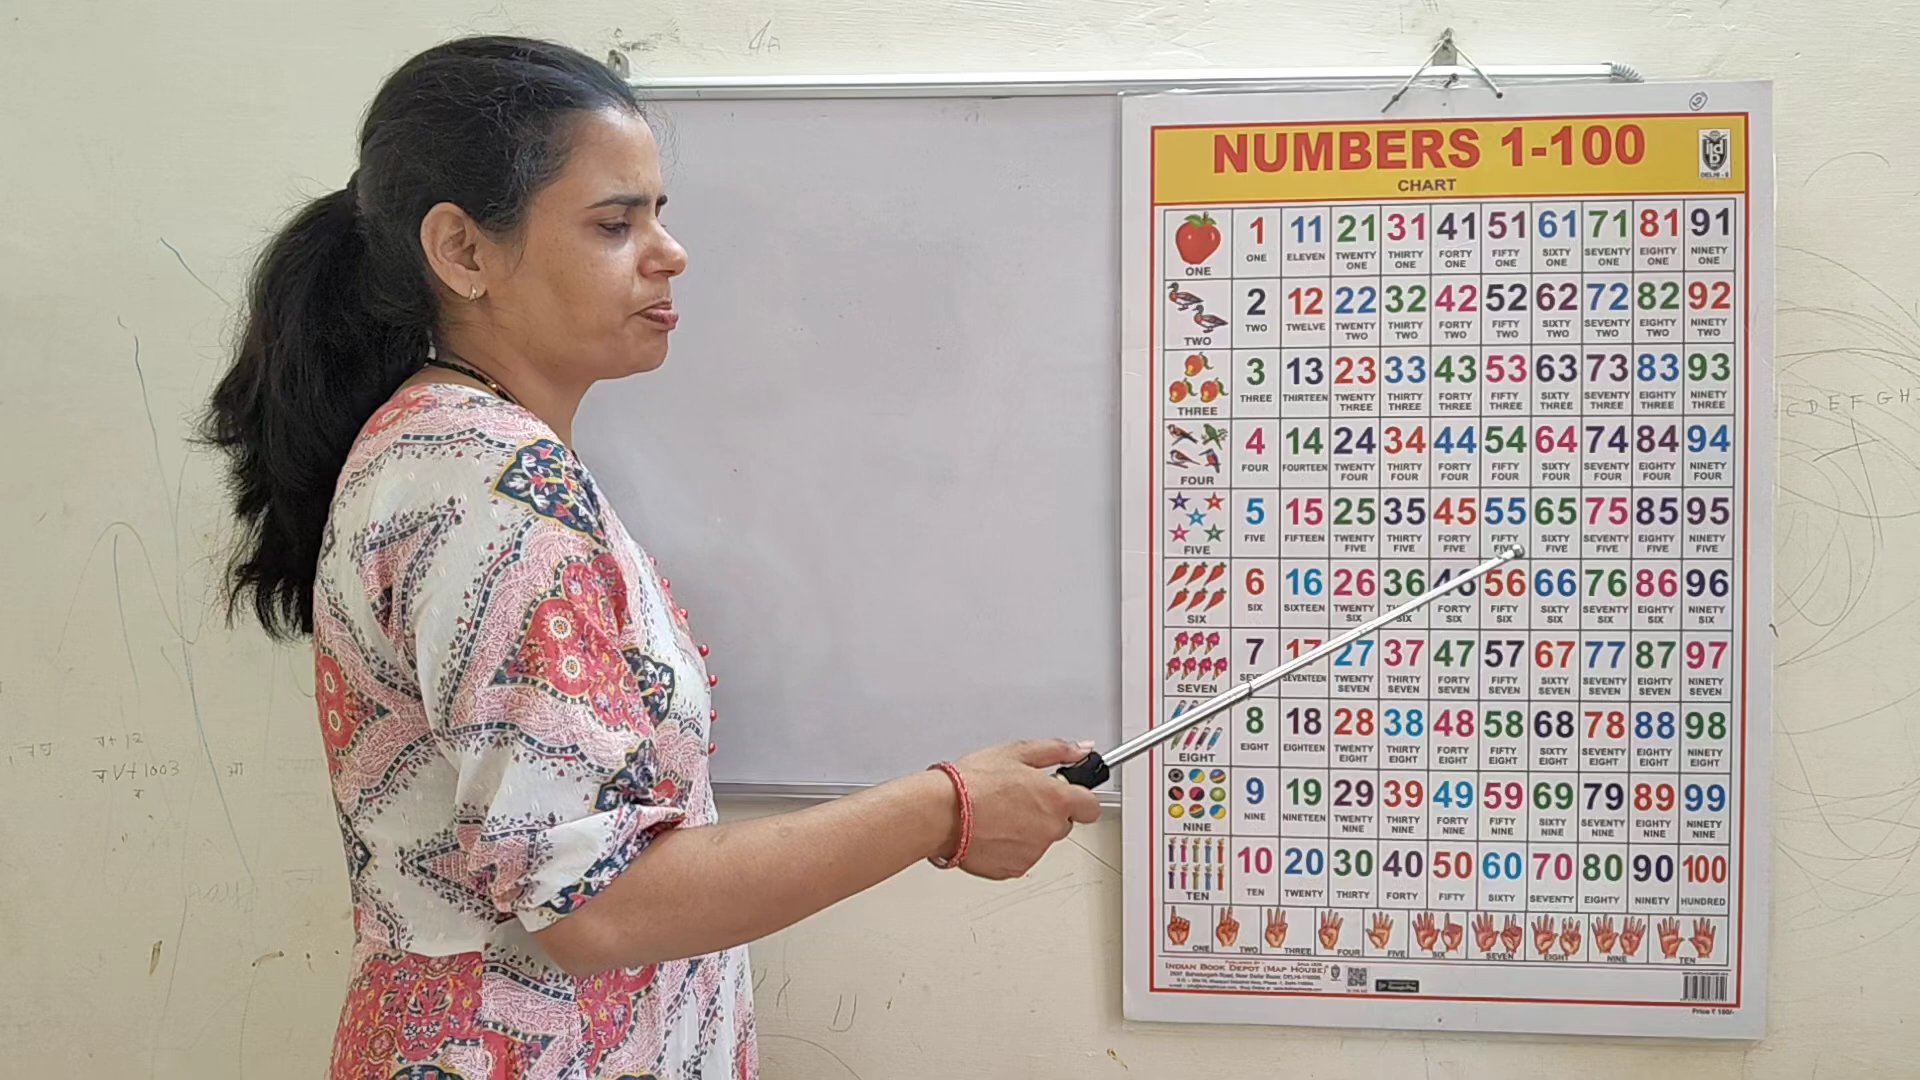 4A
NUMBERS 1-100
CHART
DELHI - 6
1 11 21 31 41 51 61 71 81 91
ONE ONE ELEVEN TWENTY ONE THIRTY ONE FORTY ONE FIFTY ONE SIXTY ONE SEVENTY ONE EIGHTY ONE NINETY ONE
2 12 22 32 42 52 62 72 82 92
TWO TWO TWELVE TWENTY TWO THIRTY TWO FORTY TWO FIFTY TWO SIXTY TWO SEVENTY TWO EIGHTY TWO NINETY TWO
3 13 23 33 43 53 63 73 83 93
THREE THREE THIRTEEN TWENTY THREE THIRTY THREE FORTY THREE FIFTY THREE SIXTY THREE SEVENTY THREE EIGHTY THREE NINETY THREE
C D E F G H
4 14 24 34 44 54 64 74 84 94
FOUR FOUR FOURTEEN TWENTY FOUR THIRTY FOUR FORTY FOUR FIFTY FOUR SIXTY FOUR SEVENTY FOUR EIGHTY FOUR NINETY FOUR
5 15 25 35 45 55 65 75 85 95
FIVE FIVE FIFTEEN TWENTY FIVE THIRTY FIVE FORTY FIVE FIFTY FIVE SIXTY FIVE SEVENTY FIVE EIGHTY FIVE NINETY FIVE
6 16 26 36 46 56 66 76 86 96
SIX SIX SIXTEEN TWENTY SIX THIRTY SIX FORTY SIX FIFTY SIX SIXTY SIX SEVENTY SIX EIGHTY SIX NINETY SIX
7 17 27 37 47 57 67 77 87 97
SEVEN SEVEN SEVENTEEN TWENTY SEVEN THIRTY SEVEN FORTY SEVEN FIFTY SEVEN SIXTY SEVEN SEVENTY SEVEN EIGHTY SEVEN NINETY SEVEN
8 18 28 38 48 58 68 78 88 98
EIGHT EIGHT EIGHTEEN TWENTY EIGHT THIRTY EIGHT FORTY EIGHT FIFTY EIGHT SIXTY EIGHT SEVENTY EIGHT EIGHTY EIGHT NINETY EIGHT
9 19 29 39 49 59 69 79 89 99
NINE NINE NINETEEN TWENTY NINE THIRTY NINE FORTY NINE FIFTY NINE SIXTY NINE SEVENTY NINE EIGHTY NINE NINETY NINE
10 20 30 40 50 60 70 80 90 100
TEN TEN TWENTY THIRTY FORTY FIFTY SIXTY SEVENTY EIGHTY NINETY HUNDRED
ONE TWO THREE FOUR FIVE SIX SEVEN EIGHT NINE TEN
INDIAN BOOK DEPOT (MAP HOUSE)